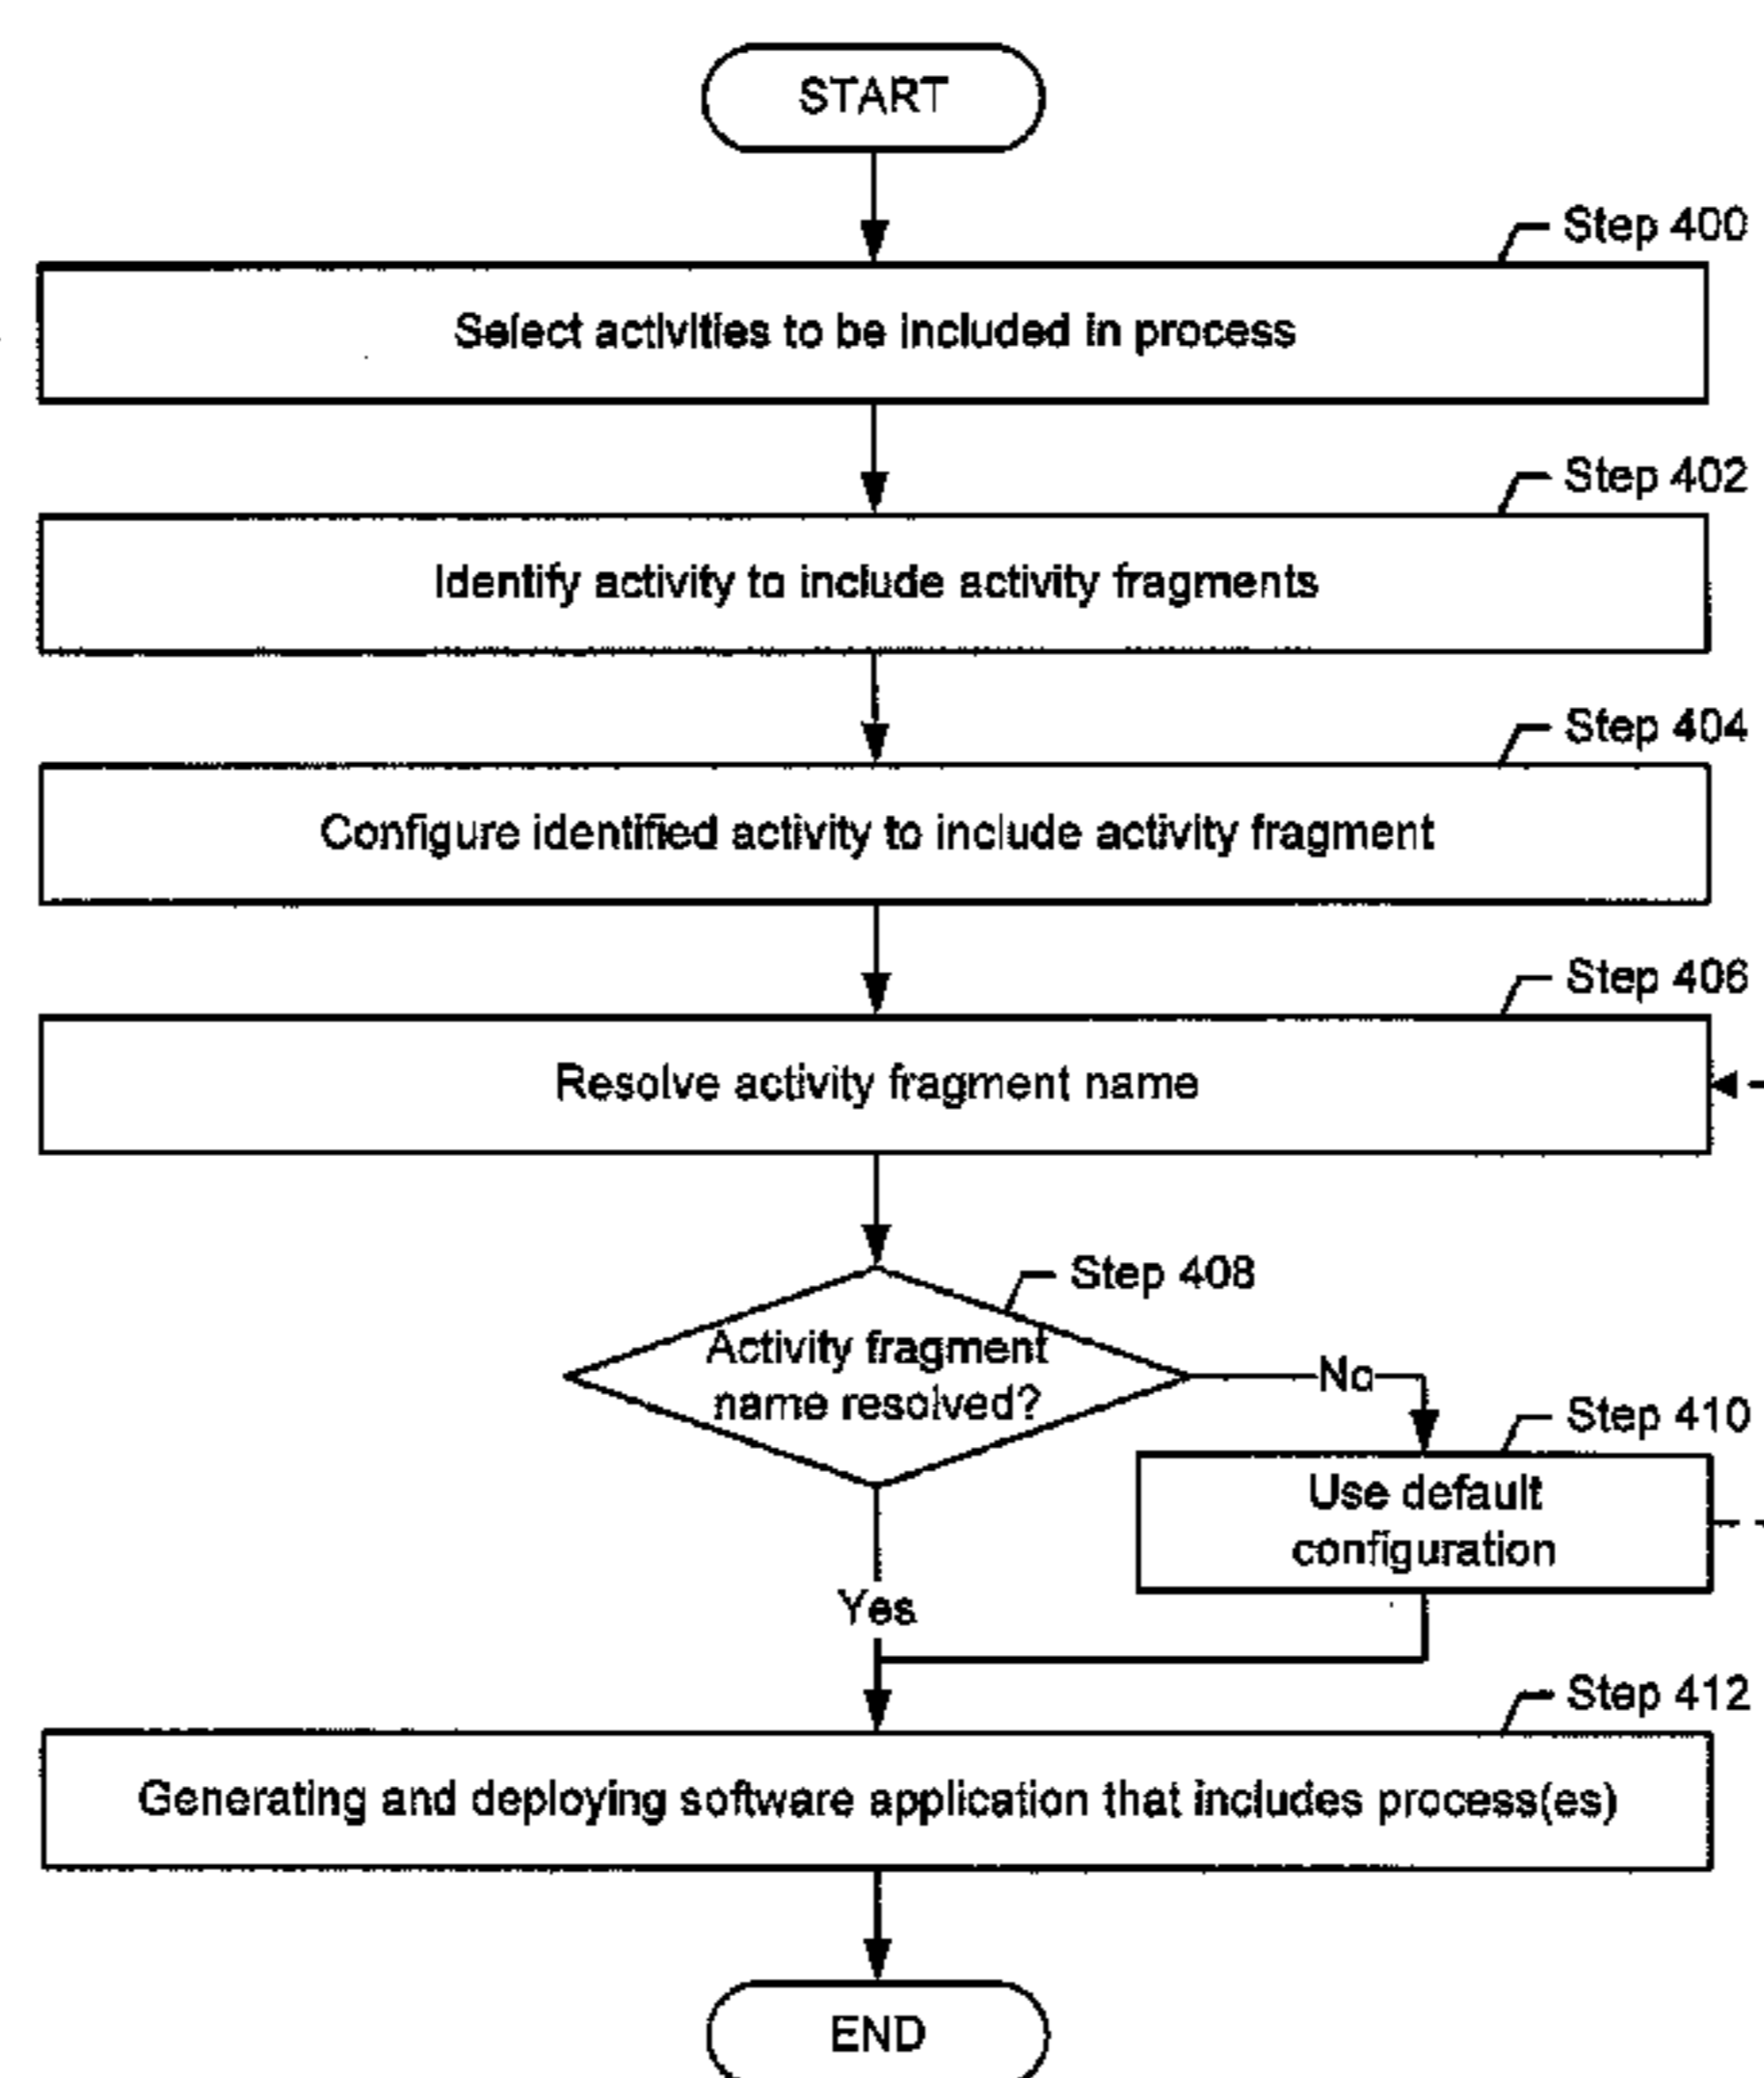 START
Step 400
Select activities to be included in process
Step 402
Identify activity to include activity fragments
Step 404
Configure identified activity to include activity fragment
Step 406
Resolve activity fragment name
Step 408
Activity fragment
name resolved?
No
Step 410
Use default
configuration
Yes
Step 412
Generating and deploying software application that includes process(es)
END